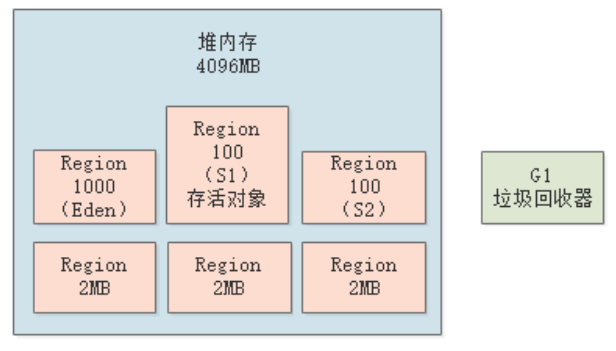 堆内存
4096MB
Region
1000
(Eden)
Region
100
(S1)
存活对象
Region
100
(S2)
G1
垃圾回收器
Region
2MB
Region
2MB
Region
2MB